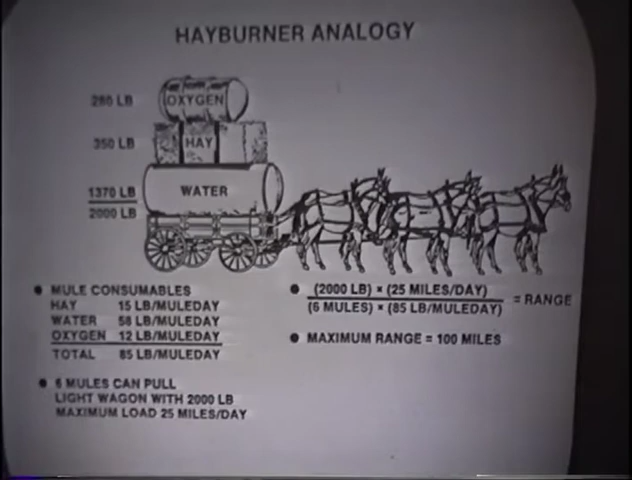 HAYBURNER ANALOGY
280 LB
OXYGEN
350 LB
HAY
1370 LB
WATER
2000 LB
• MULE CONSUMABLES
HAY 15 LB/MULEDAY
WATER 58 LB/MULEDAY
OXYGEN 12 LB/MULEDAY
TOTAL 85 LB/MULEDAY
• 6 MULES CAN PULL
LIGHT WAGON WITH 2000 LB
MAXIMUM LOAD 25 MILES/DAY
• (2000 LB) × (25 MILES/DAY)
(6 MULES) × (85 LB/MULEDAY)
= RANGE
• MAXIMUM RANGE = 100 MILES